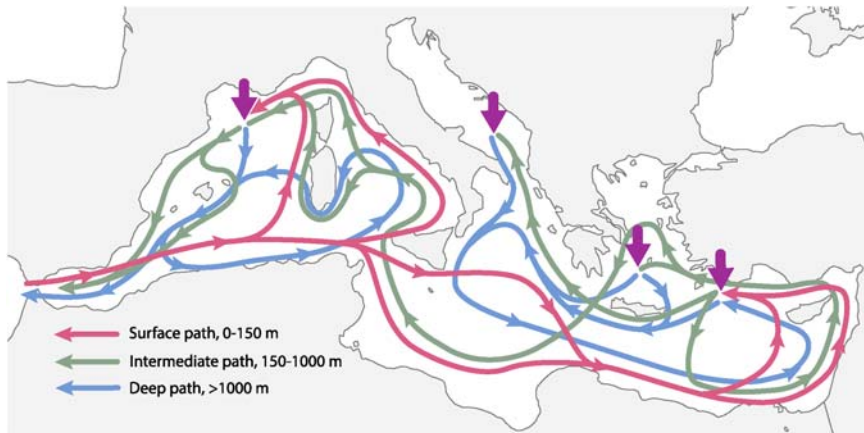 Surface path, 0-150 m
Intermediate path, 150-1000 m
Deep path, >1000 m